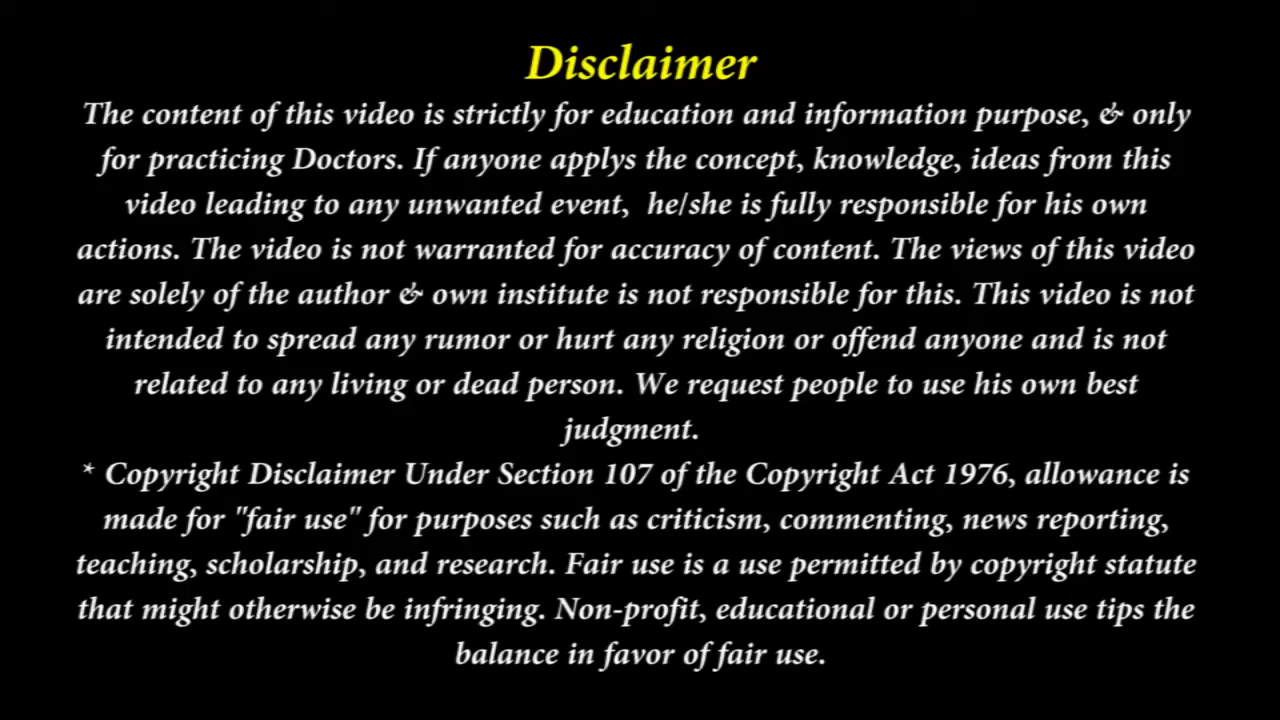 Disclaimer
The content of this video is strictly for education and information purpose, & only
for practicing Doctors. If anyone applys the concept, knowledge, ideas from this
video leading to any unwanted event,  he/she is fully responsible for his own
actions. The video is not warranted for accuracy of content. The views of this video
are solely of the author & own institute is not responsible for this. This video is not
intended to spread any rumor or hurt any religion or offend anyone and is not
related to any living or dead person. We request people to use his own best
judgment.
* Copyright Disclaimer Under Section 107 of the Copyright Act 1976, allowance is
made for "fair use" for purposes such as criticism, commenting, news reporting,
teaching, scholarship, and research. Fair use is a use permitted by copyright statute
that might otherwise be infringing. Non-profit, educational or personal use tips the
balance in favor of fair use.